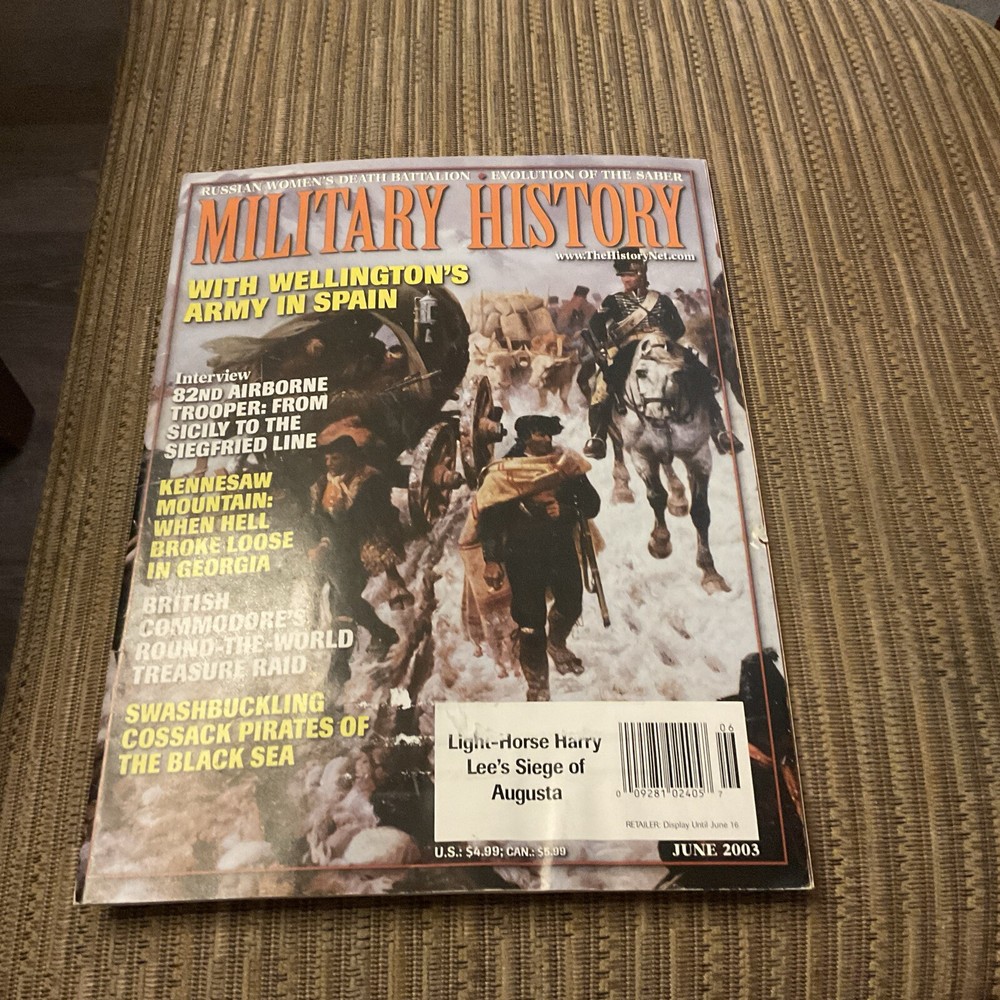 RUSSIAN WOMEN'S DEATH BATTALION • EVOLUTION OF THE SABER
MILITARY HISTORY
www.TheHistoryNet.com
WITH WELLINGTON'S
ARMY IN SPAIN
Interview
82ND AIRBORNE
TROOPER: FROM
SICILY TO THE
SIEGFRIED LINE
KENNESAW
MOUNTAIN:
WHEN HELL
BROKE LOOSE
IN GEORGIA
BRITISH
COMMODORE'S
ROUND-THE-WORLD
TREASURE RAID
SWASHBUCKLING
COSSACK PIRATES OF
THE BLACK SEA
Light-Horse Harry
Lee's Siege of
Augusta
06
0 09281 02405 7
RETAILER: Display Until June 16
U.S.: $4.99; CAN.: $5.99
JUNE 2003